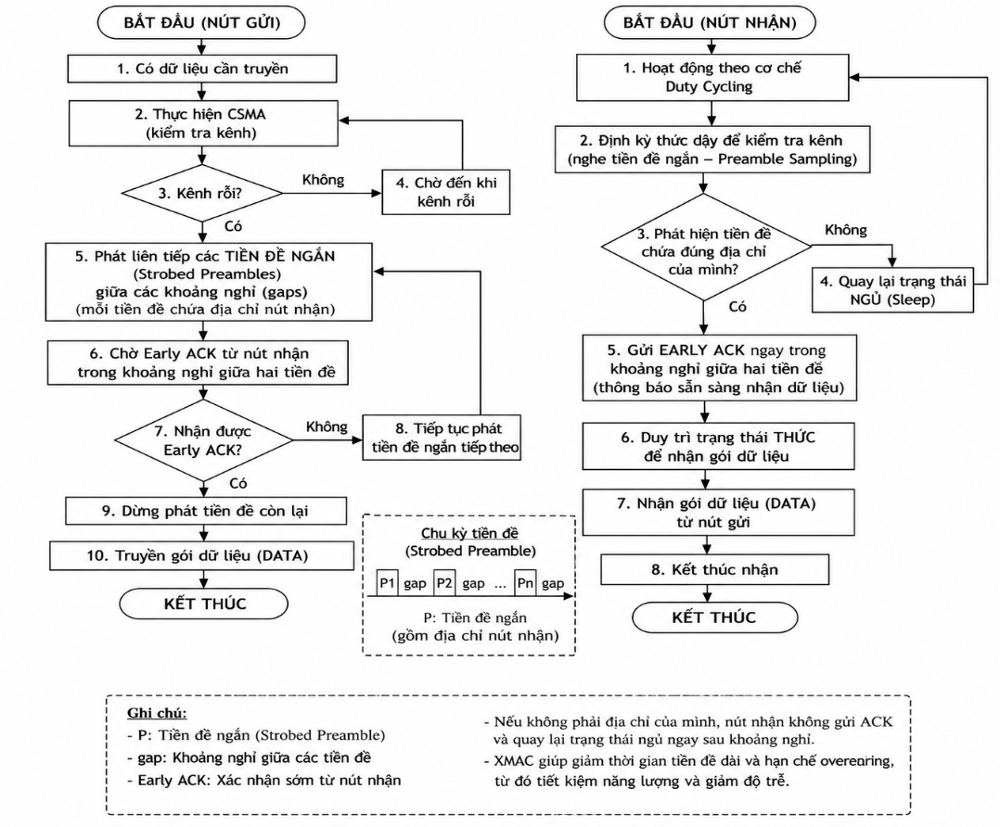 BẮT ĐẦU (NÚT GỬI)
1. Có dữ liệu cần truyền
2. Thực hiện CSMA
(kiểm tra kênh)
3. Kênh rỗi?
Không
4. Chờ đến khi
kênh rỗi
Có
5. Phát liên tiếp các TIỀN ĐỀ NGẮN
(Strobed Preambles)
giữa các khoảng nghỉ (gaps)
(mỗi tiền đề chứa địa chỉ nút nhận)
6. Chờ Early ACK từ nút nhận
trong khoảng nghỉ giữa hai tiền đề
7. Nhận được
Early ACK?
Không
8. Tiếp tục phát
tiền đề ngắn tiếp theo
Có
9. Dừng phát tiền đề còn lại
10. Truyền gói dữ liệu (DATA)
KẾT THÚC
Chu kỳ tiền đề
(Strobed Preamble)
P1 gap P2 gap ... Pn gap
P: Tiền đề ngắn
(gồm địa chỉ nút nhận)
BẮT ĐẦU (NÚT NHẬN)
1. Hoạt động theo cơ chế
Duty Cycling
2. Định kỳ thức dậy để kiểm tra kênh
(nghe tiền đề ngắn – Preamble Sampling)
3. Phát hiện tiền đề
chứa đúng địa chỉ
của mình?
Không
4. Quay lại trạng thái
NGỦ (Sleep)
Có
5. Gửi EARLY ACK ngay trong
khoảng nghỉ giữa hai tiền đề
(thông báo sẵn sàng nhận dữ liệu)
6. Duy trì trạng thái THỨC
để nhận gói dữ liệu
7. Nhận gói dữ liệu (DATA)
từ nút gửi
8. Kết thúc nhận
KẾT THÚC
Ghi chú:
- P: Tiền đề ngắn (Strobed Preamble)
- gap: Khoảng nghỉ giữa các tiền đề
- Early ACK: Xác nhận sớm từ nút nhận
- Nếu không phải địa chỉ của mình, nút nhận không gửi ACK
và quay lại trạng thái ngủ ngay sau khoảng nghỉ.
- XMAC giúp giảm thời gian tiền đề dài và hạn chế
từ đó tiết kiệm năng lượng và giảm độ trễ.